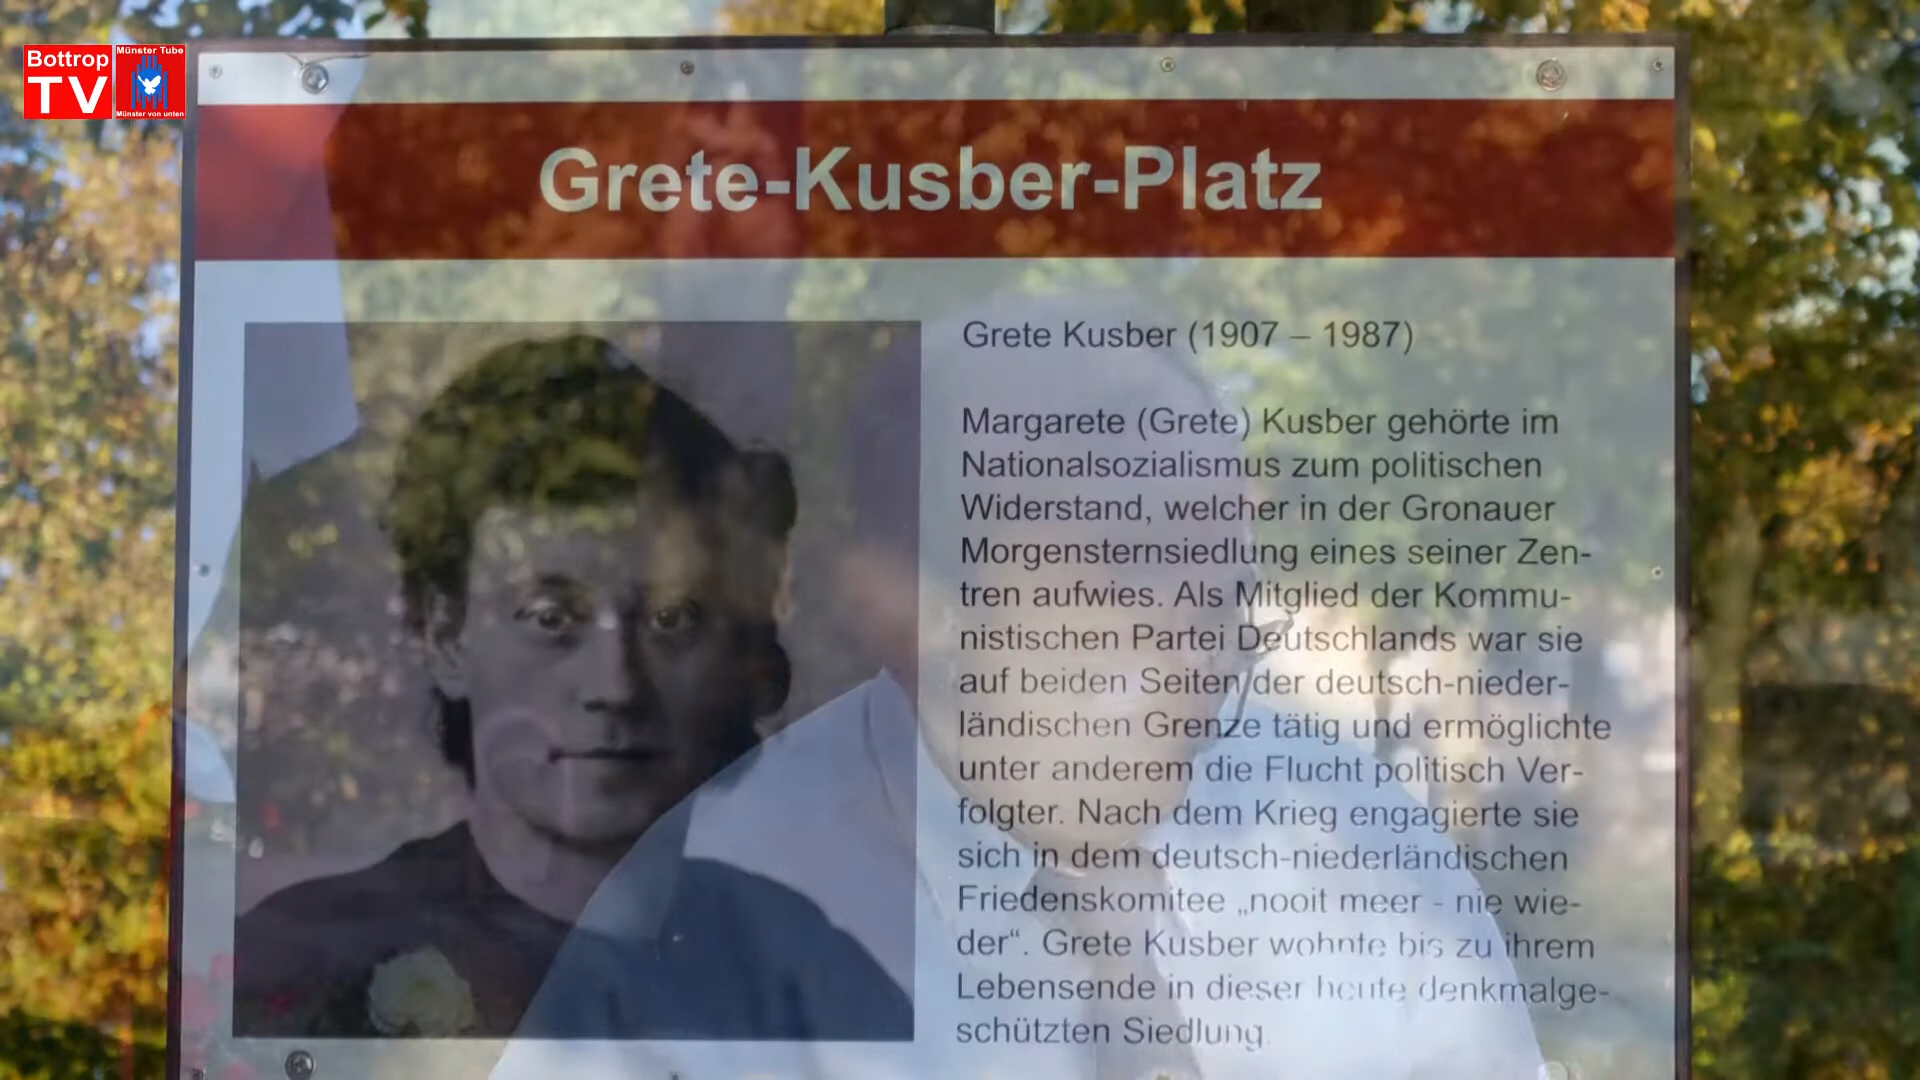 Bottrop
TV
Münster Tube
Münster von unten
Grete-Kusber-Platz
Grete Kusber (1907 – 1987)
Margarete (Grete) Kusber gehörte im
Nationalsozialismus zum politischen
Widerstand, welcher in der Gronauer
Morgensternsiedlung eines seiner Zen-
tren aufwies. Als Mitglied der Kommu-
nistischen Partei Deutschlands war sie
auf beiden Seiten der deutsch-nieder-
ländischen Grenze tätig und ermöglichte
unter anderem die Flucht politisch Ver-
folgter. Nach dem Krieg engagierte sie
sich in dem deutsch-niederländischen
Friedenskomitee „nooit meer - nie wie-
der“. Grete Kusber wohnte bis zu ihrem
Lebensende in dieser heute denkmalge-
schützten Siedlung.